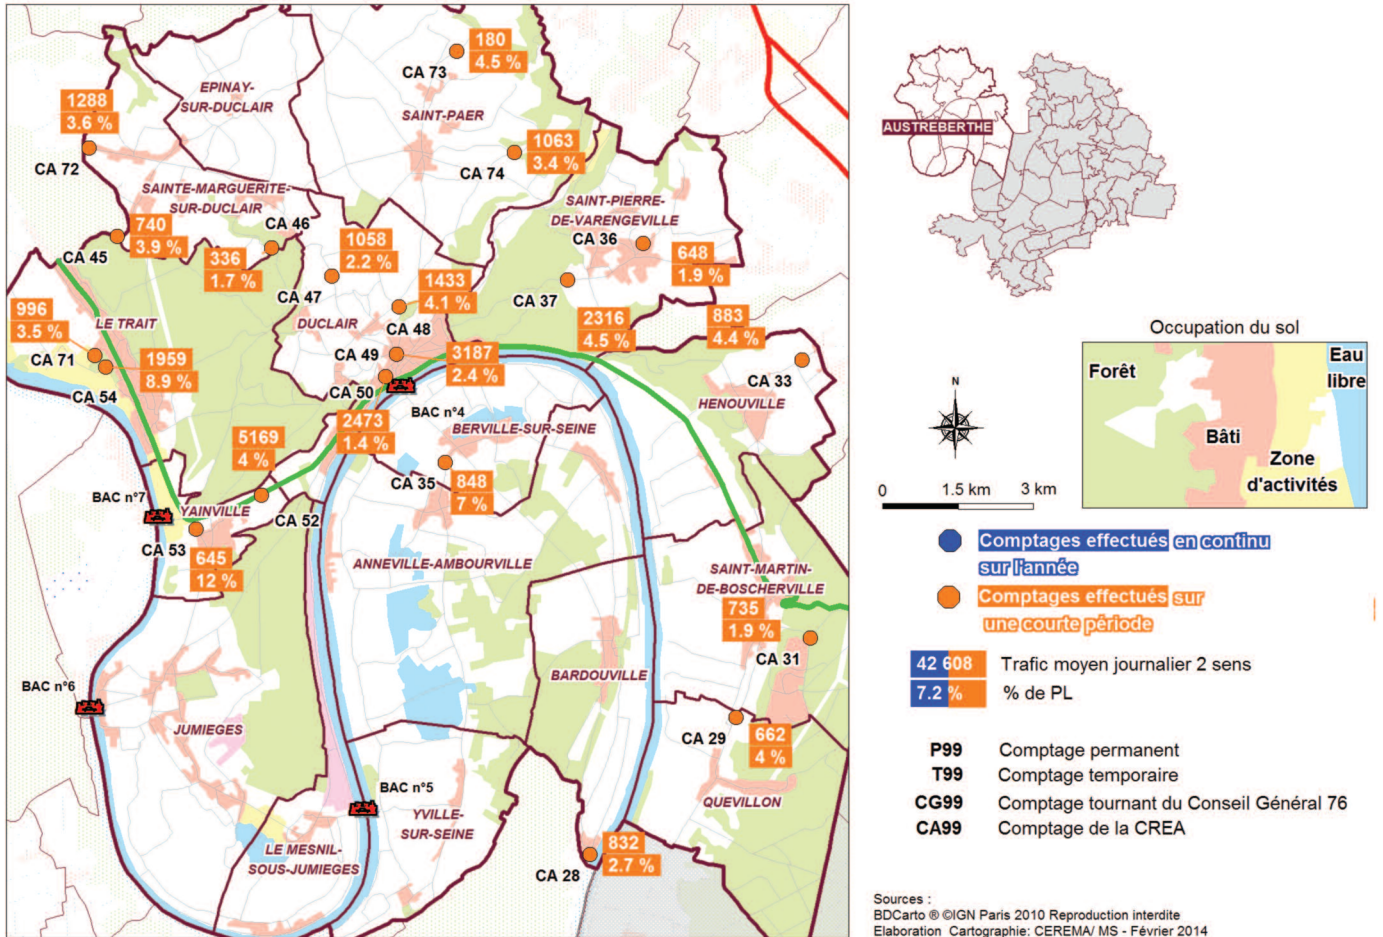 180
4.5 %
CA 73
EPINAY-
SUR-DUCLAIR
SAINT-PAER
1288
3.6 %
CA 72
1063
3.4 %
CA 74
SAINTE-MARGUERITE-
SUR-DUCLAIR
SAINT-PIERRE-
DE-VARENGEVILLE
CA 46
740
3.9 %
CA 45
336
1.7 %
1058
2.2 %
CA 47
CA 36
648
1.9 %
1433
4.1 %
CA 37
996
3.5 %
LE TRAIT
DUCLAIR
CA 48
2316
4.5 %
883
4.4 %
CA 71
1959
8.9 %
CA 49
3187
2.4 %
CA 33
CA 54
CA 50
HENOUVILLE
BAC n°4
2473
1.4 %
BERVILLE-SUR-SEINE
5169
4 %
CA 35
848
7 %
BAC n°7
YAINVILLE
CA 52
CA 53
645
12 %
ANNEVILLE-AMBOURVILLE
SAINT-MARTIN-
DE-BOSCHERVILLE
735
1.9 %
CA 31
BARDOUVILLE
BAC n°6
JUMIEGES
CA 29
662
4 %
BAC n°5
YVILLE-
SUR-SEINE
QUEVILLON
LE MESNIL-
SOUS-JUMIEGES
832
2.7 %
CA 28
AUSTREBERTHE
Occupation du sol
Forêt
Eau
libre
Bâti
Zone
d'activités
N
0 1.5 km 3 km
Comptages effectués en continu
sur l'année
Comptages effectués sur
une courte période
42 608 Trafic moyen journalier 2 sens
7.2 % % de PL
P99 Comptage permanent
T99 Comptage temporaire
CG99 Comptage tournant du Conseil Général 76
CA99 Comptage de la CREA
Sources :
BDCarto ® ©IGN Paris 2010 Reproduction interdite
Elaboration Cartographie: CEREMA/ MS - Février 2014